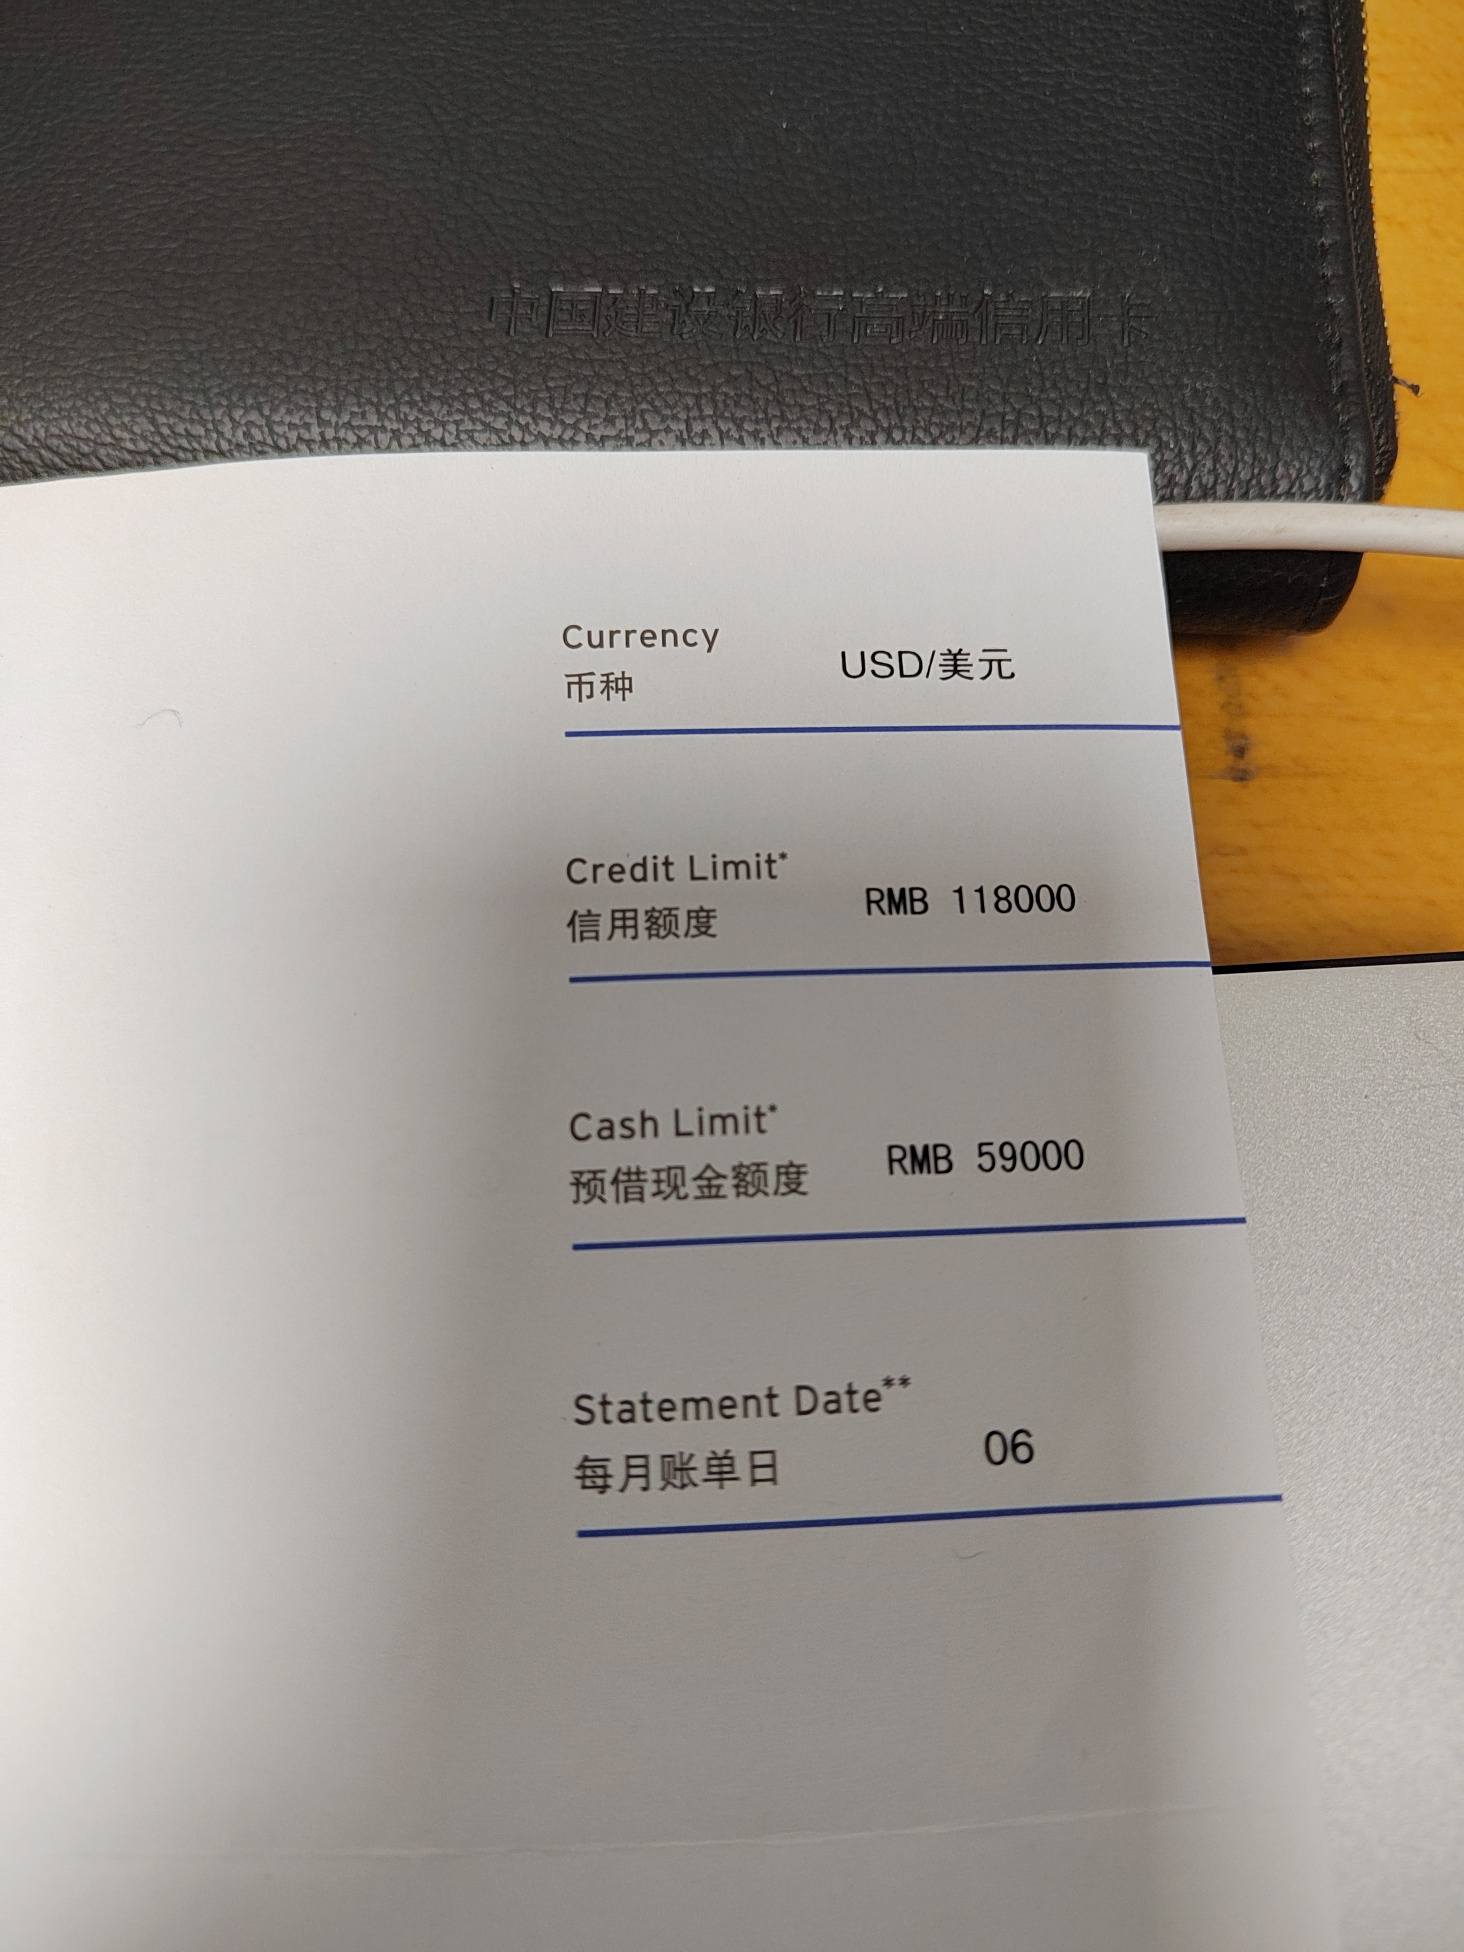 中国建设银行高端信用卡
Currency
币种
USD/美元
Credit Limit*
信用额度
RMB 118000
Cash Limit*
预借现金额度
RMB 59000
Statement Date**
每月账单日
06